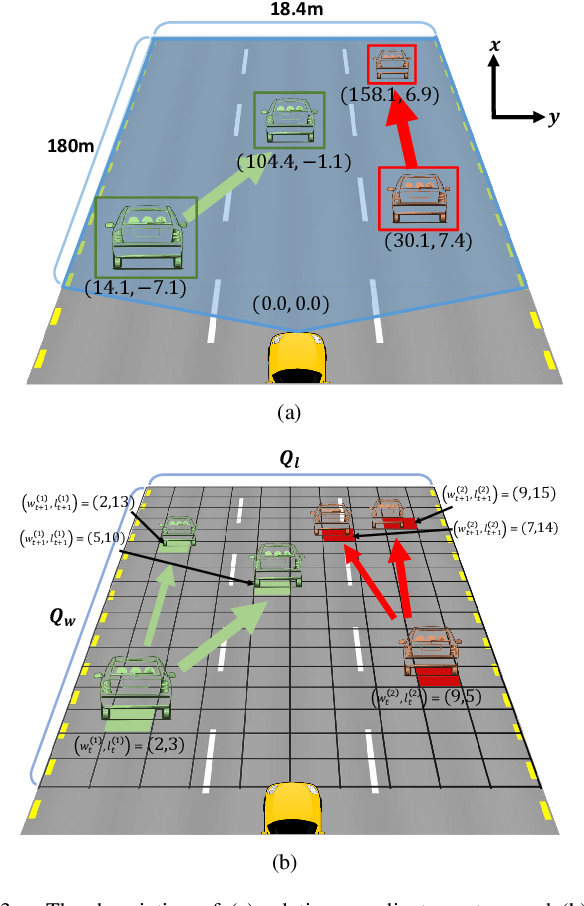 18.4m
x
(158.1, 6.9)
y
180m
(104.4, −1.1)
(30.1, 7.4)
(14.1, −7.1)
(0.0, 0.0)
(a)
Q_l
(w_{t+1}^{(1)}, l_{t+1}^{(1)}) = (2,13)
(w_{t+1}^{(2)}, l_{t+1}^{(2)}) = (9,15)
(w_{t+1}^{(1)}, l_{t+1}^{(1)}) = (5,10)
(w_{t+1}^{(2)}, l_{t+1}^{(2)}) = (7,14)
Q_w
(w_t^{(2)}, l_t^{(2)}) = (9,5)
(w_t^{(1)}, l_t^{(1)}) = (2,3)
(b)